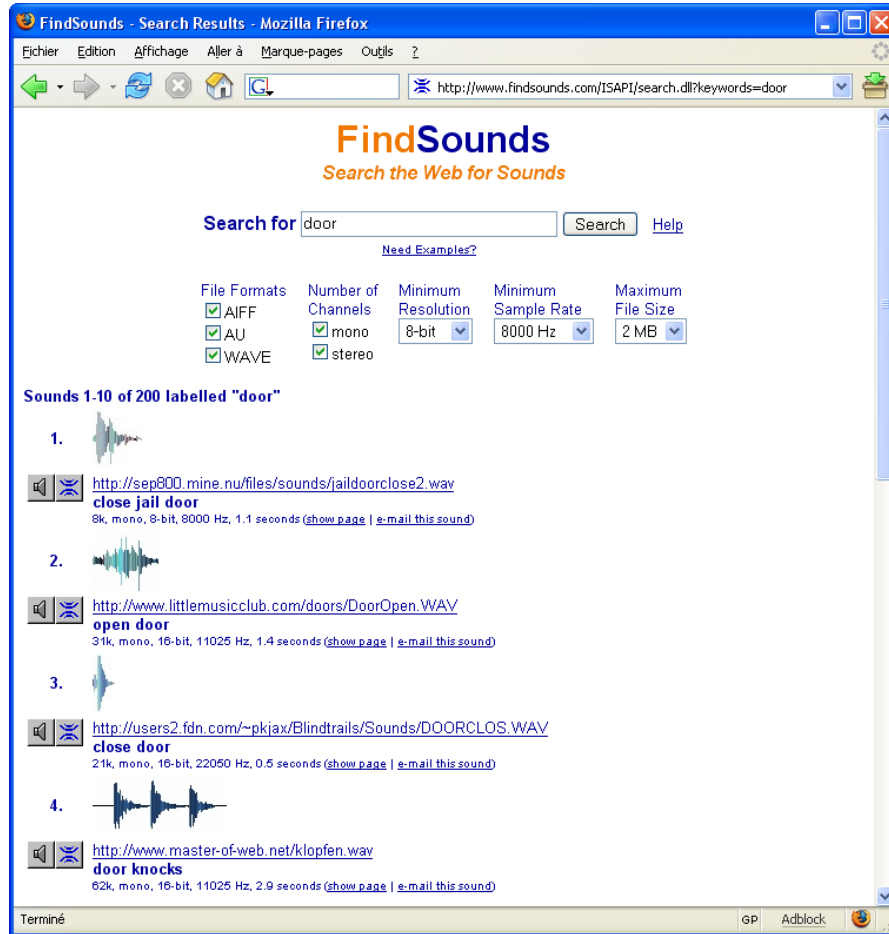 FindSounds - Search Results - Mozilla Firefox
Fichier Edition Affichage Aller à Marque-pages Outils ?
G http://www.findsounds.com/ISAPI/search.dll?keywords=door
FindSounds
Search the Web for Sounds
Search for door Search Help
Need Examples?
File Formats Number of Minimum Minimum Maximum
AIFF Channels Resolution Sample Rate File Size
AU mono 8-bit 8000 Hz 2 MB
WAVE stereo
Sounds 1-10 of 200 labelled "door"
1.
http://sep800.mine.nu/files/sounds/jaildoorclose2.wav
close jail door
8k, mono, 8-bit, 8000 Hz, 1.1 seconds (show page | e-mail this sound)
2.
http://www.littlemusicclub.com/doors/DoorOpen.WAV
open door
31k, mono, 16-bit, 11025 Hz, 1.4 seconds (show page | e-mail this sound)
3.
http://users2.fdn.com/~pkjax/Blindtrails/Sounds/DOORCLOS.WAV
close door
21k, mono, 16-bit, 22050 Hz, 0.5 seconds (show page | e-mail this sound)
4.
http://www.master-of-web.net/klopfen.wav
door knocks
62k, mono, 16-bit, 11025 Hz, 2.9 seconds (show page | e-mail this sound)
Terminé GP Adblock